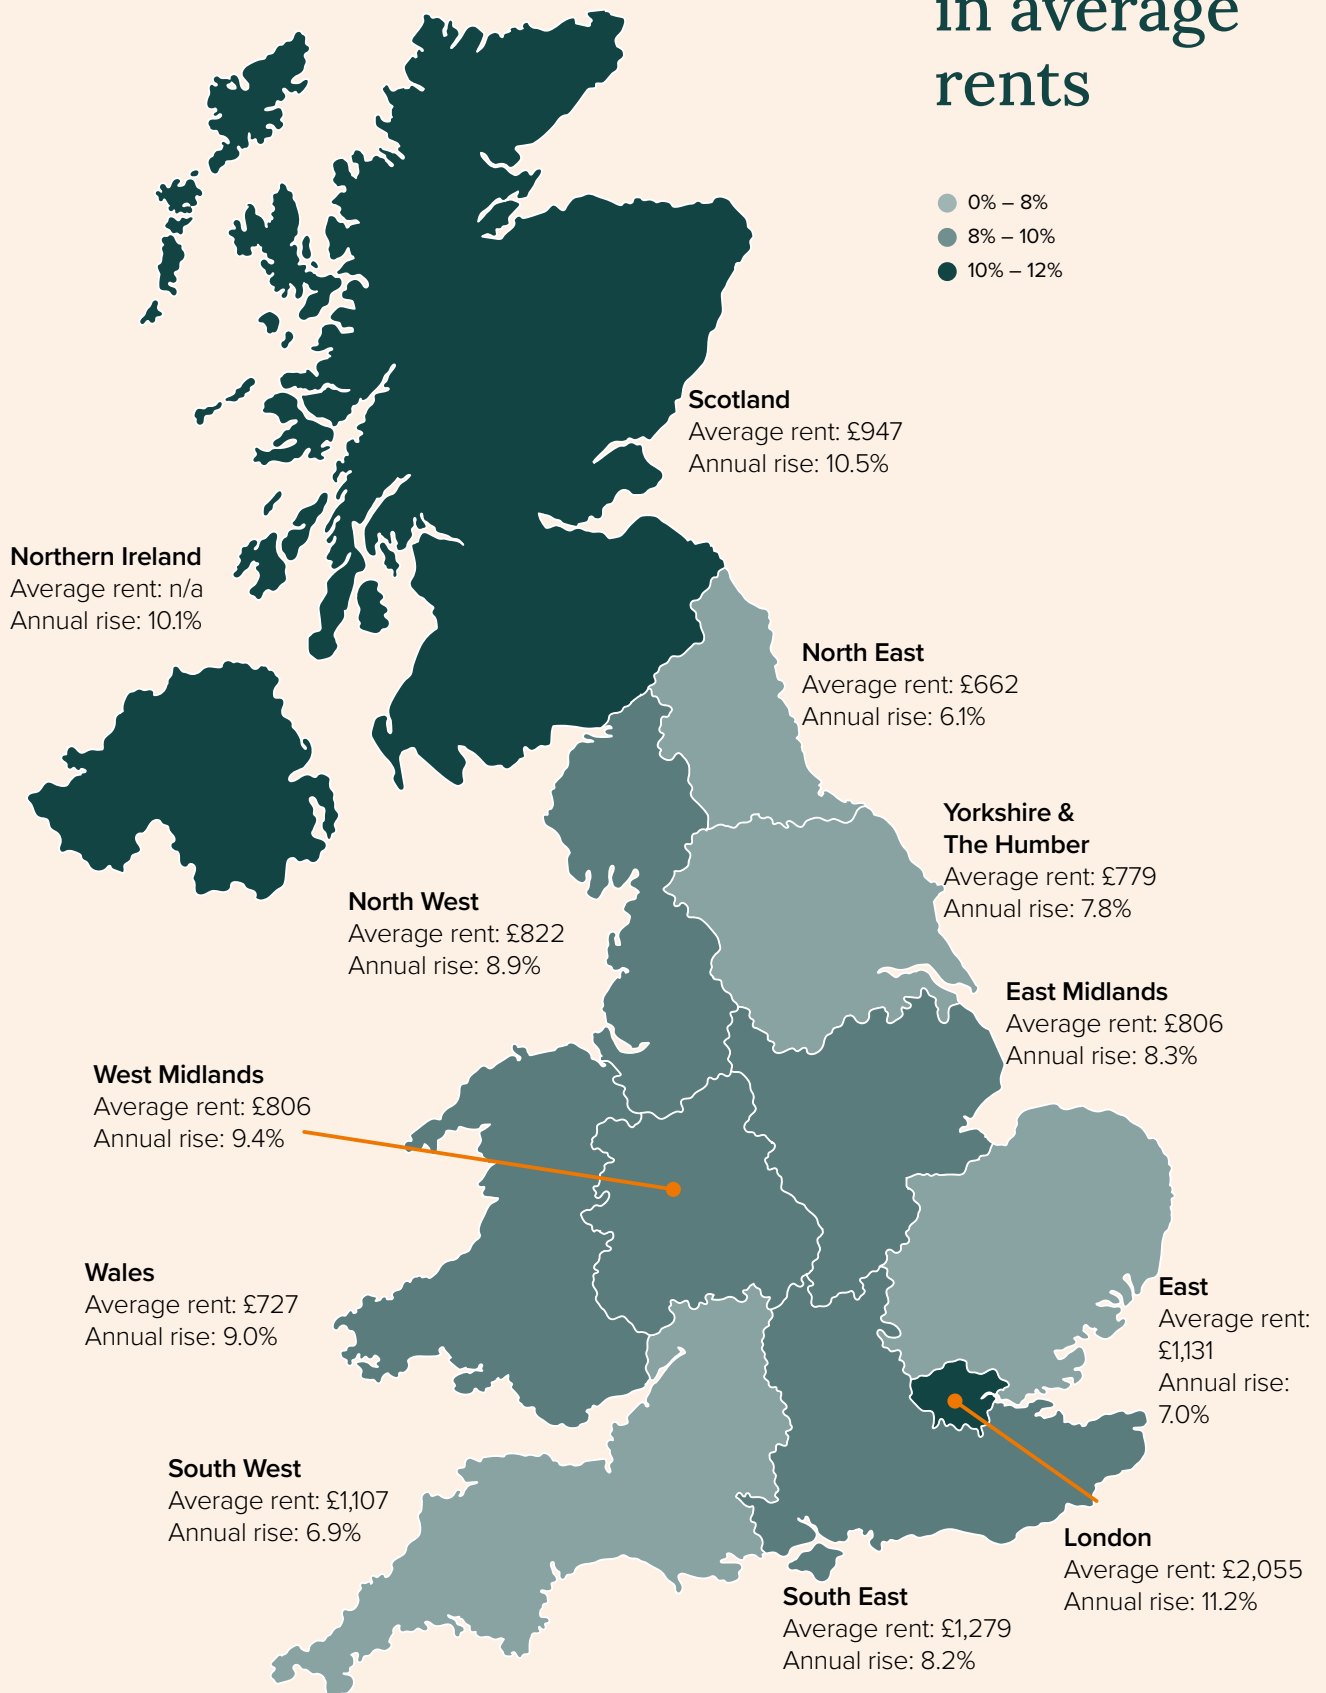 in average
rents
0% – 8%
8% – 10%
10% – 12%
Scotland
Average rent: £947
Annual rise: 10.5%
Northern Ireland
Average rent: n/a
Annual rise: 10.1%
North East
Average rent: £662
Annual rise: 6.1%
Yorkshire &
The Humber
Average rent: £779
Annual rise: 7.8%
North West
Average rent: £822
Annual rise: 8.9%
East Midlands
Average rent: £806
Annual rise: 8.3%
West Midlands
Average rent: £806
Annual rise: 9.4%
Wales
Average rent: £727
Annual rise: 9.0%
East
Average rent:
£1,131
Annual rise:
7.0%
South West
Average rent: £1,107
Annual rise: 6.9%
London
Average rent: £2,055
Annual rise: 11.2%
South East
Average rent: £1,279
Annual rise: 8.2%